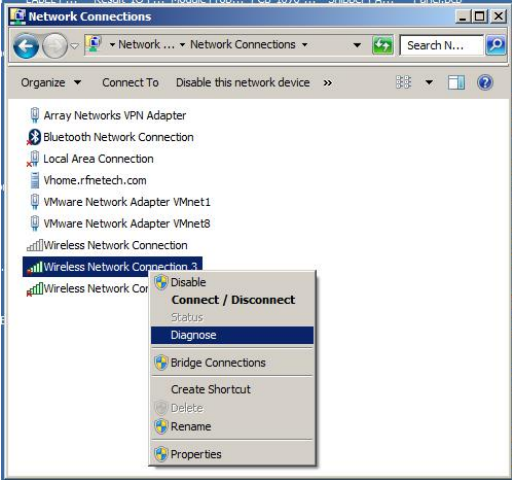 Network Connections
Network ... Network Connections
Search N...
Organize
Connect To
Disable this network device
»
Array Networks VPN Adapter
Bluetooth Network Connection
Local Area Connection
Vhome.rfnetech.com
VMware Network Adapter VMnet1
VMware Network Adapter VMnet8
Wireless Network Connection
Wireless Network Connection 3
Wireless Network Con
Disable
Connect / Disconnect
Status
Diagnose
Bridge Connections
Create Shortcut
Delete
Rename
Properties